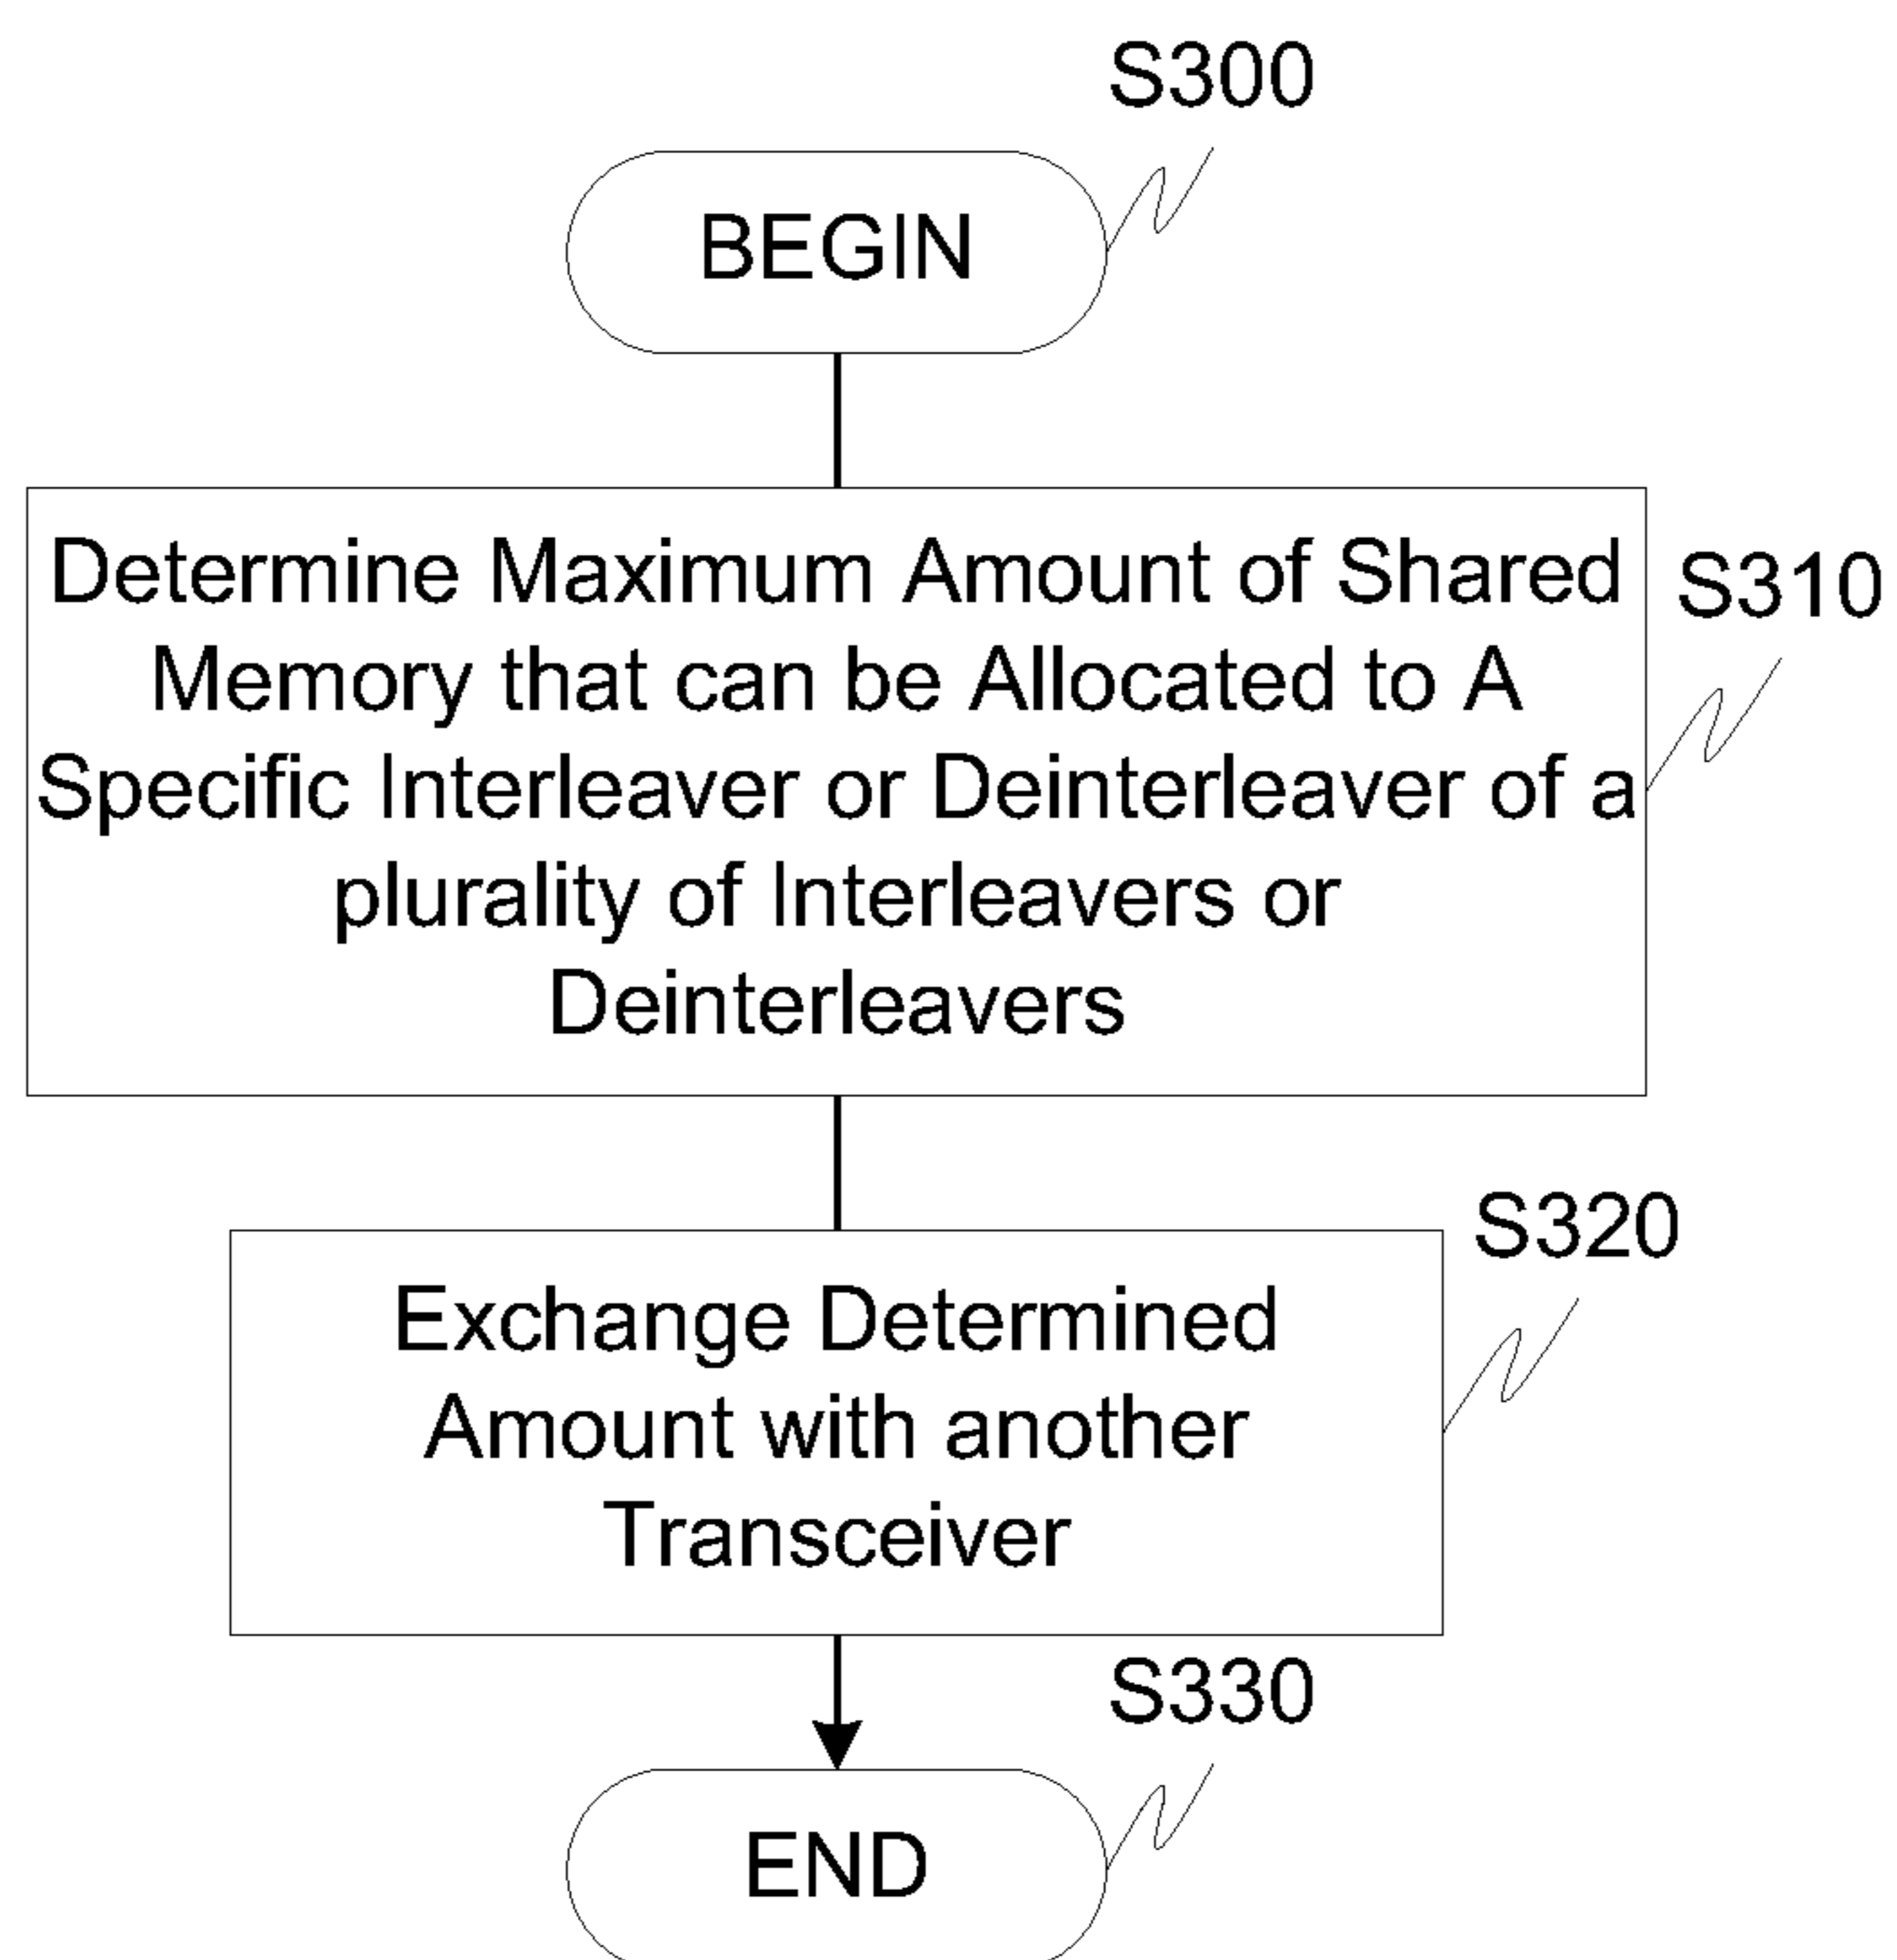 S300
BEGIN
Determine Maximum Amount of Shared
Memory that can be Allocated to A
Specific Interleaver or Deinterleaver of a
plurality of Interleavers or
Deinterleavers
S310
Exchange Determined
Amount with another
Transceiver
S320
S330
END